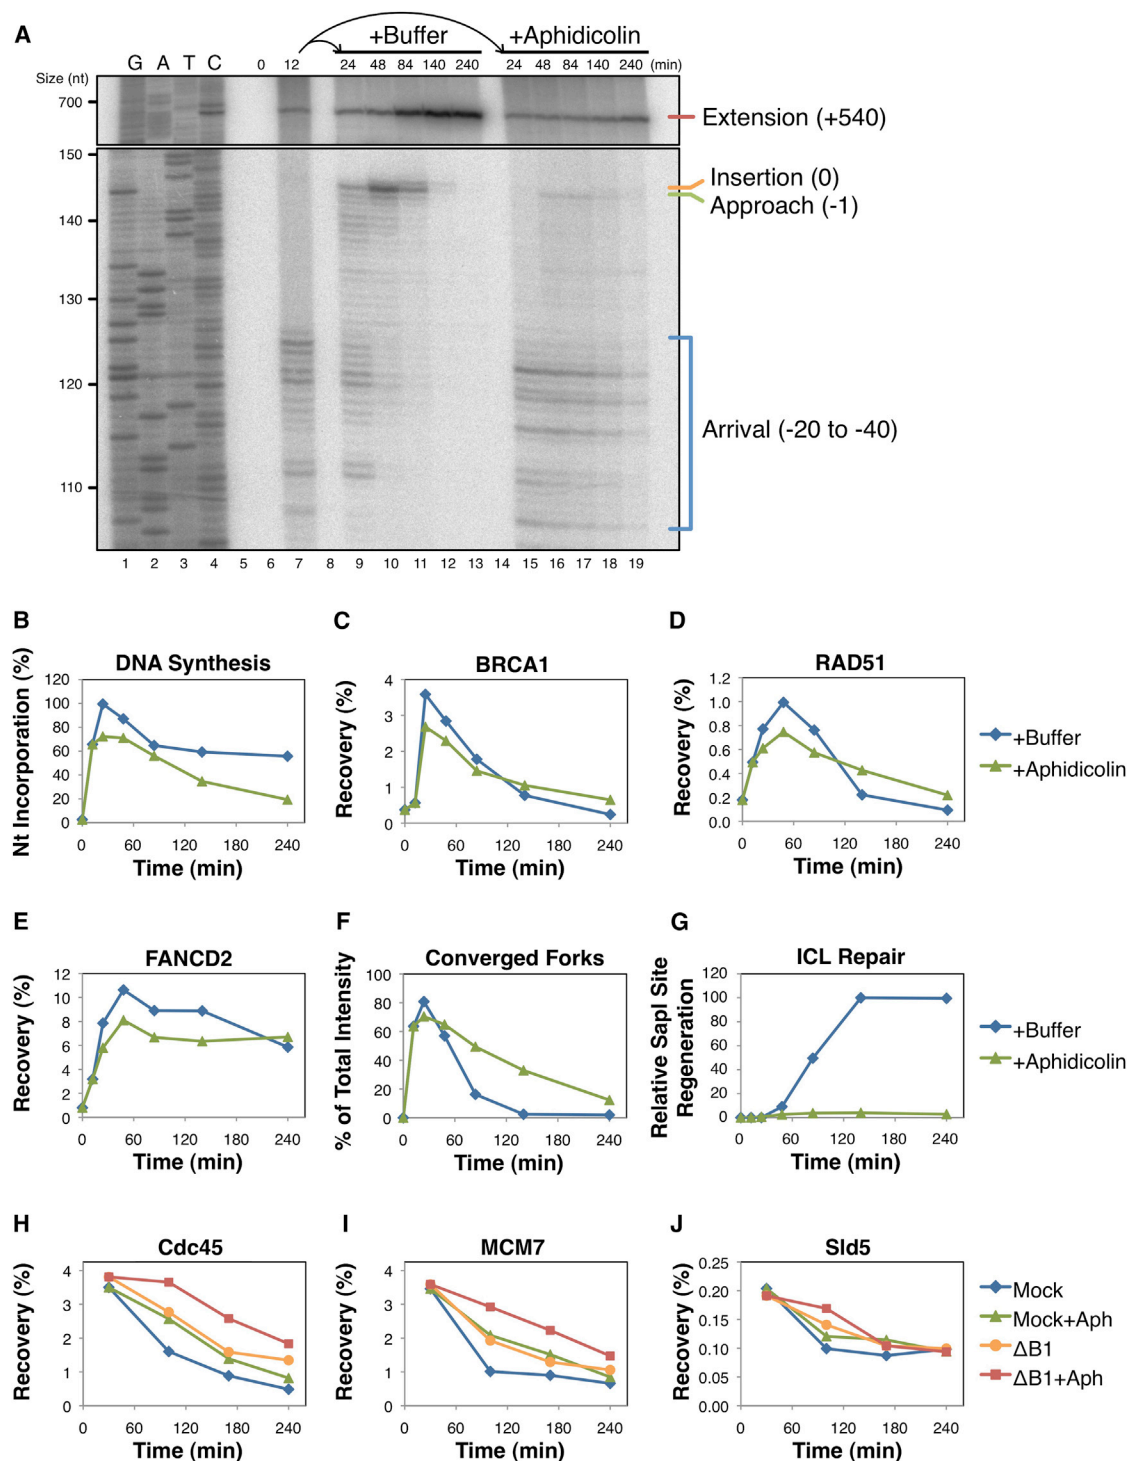 A
+Buffer +Aphidicolin
G A T C 0 12 24 48 84 140 240 24 48 84 140 240 (min)
Size (nt)
700
Extension (+540)
150
Insertion (0)
Approach (-1)
140
130
120
Arrival (-20 to -40)
110
1 2 3 4 5 6 7 8 9 10 11 12 13 14 15 16 17 18 19
B C D
DNA Synthesis
Nt Incorporation (%)
120
100
80
60
40
20
0
0 60 120 180 240
Time (min)
BRCA1
Recovery (%)
4
3
2
1
0
0 60 120 180 240
Time (min)
RAD51
Recovery (%)
1.2
1.0
0.8
0.6
0.4
0.2
0.0
0 60 120 180 240
Time (min)
+Buffer
+Aphidicolin
E F G
FANCD2
Recovery (%)
12
10
8
6
4
2
0
0 60 120 180 240
Time (min)
Converged Forks
% of Total Intensity
100
80
60
40
20
0
0 60 120 180 240
Time (min)
ICL Repair
Relative SapI Site
Regeneration
120
100
80
60
40
20
0
0 60 120 180 240
Time (min)
+Buffer
+Aphidicolin
H I J
Cdc45
Recovery (%)
4
3
2
1
0
0 60 120 180 240
Time (min)
MCM7
Recovery (%)
4
3
2
1
0
0 60 120 180 240
Time (min)
Sld5
Recovery (%)
0.25
0.20
0.15
0.10
0.05
0.00
0 60 120 180 240
Time (min)
Mock
Mock+Aph
ΔB1
ΔB1+Aph